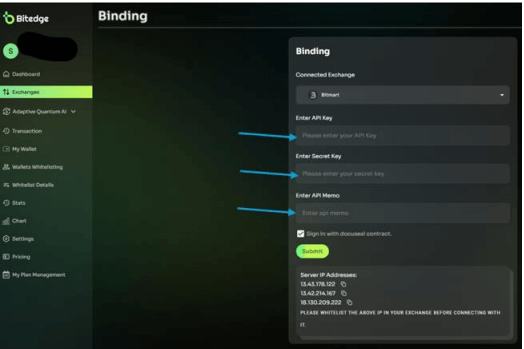 Bitedge
Binding
S
Dashboard
Exchanges
Adaptive Quantum AI
Transaction
My Wallet
Wallets Whitelisting
Whitelist Details
Stats
Chart
Settings
Pricing
My Plan Management
Binding
Connected Exchange
Bitmart
Enter API Key
Please enter your API Key
Enter Secret Key
Please enter your secret key
Enter API Memo
Enter api memo
Sign in with docuseal contract.
Submit
Server IP Addresses:
13.43.178.122
13.42.214.167
18.130.209.222
PLEASE WHITELIST THE ABOVE IP IN YOUR EXCHANGE BEFORE CONNECTING WITH
IT.